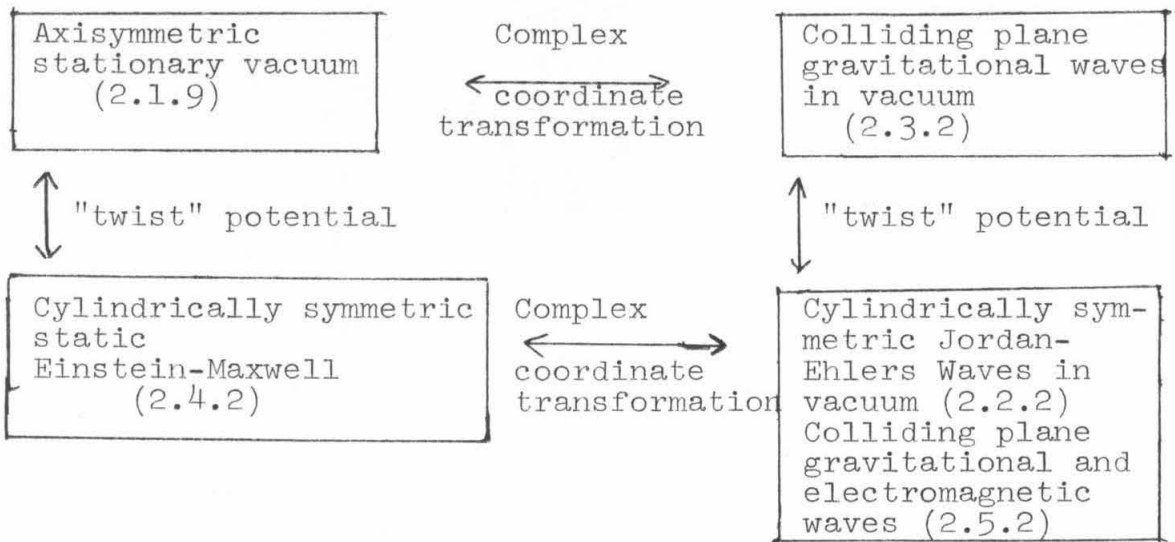 Axisymmetric
stationary vacuum
(2.1.9)
Complex
coordinate
transformation
Colliding plane
gravitational waves
in vacuum
(2.3.2)
"twist" potential
"twist" potential
Cylindrically symmetric
static
Einstein-Maxwell
(2.4.2)
Complex
coordinate
transformation
Cylindrically sym-
metric Jordan-
Ehlers Waves in
vacuum (2.2.2)
Colliding plane
gravitational and
electromagnetic
waves (2.5.2)